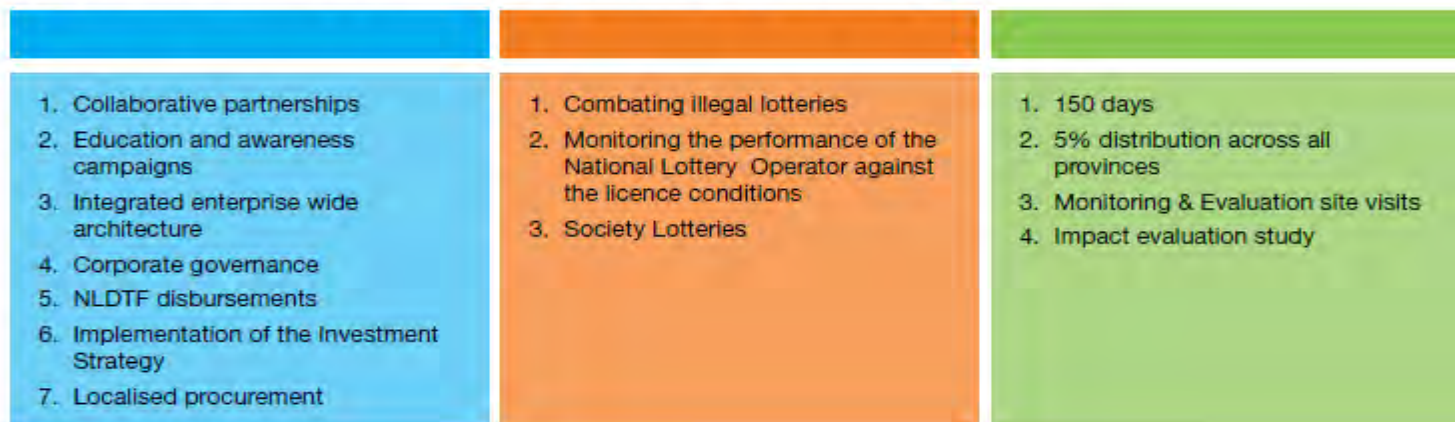 1. Collaborative partnerships
2. Education and awareness
campaigns
3. Integrated enterprise wide
architecture
4. Corporate governance
5. NLDTF disbursements
6. Implementation of the Investment
Strategy
7. Localised procurement
1. Combating illegal lotteries
2. Monitoring the performance of the
National Lottery Operator against
the licence conditions
3. Society Lotteries
1. 150 days
2. 5% distribution across all
provinces
3. Monitoring & Evaluation site visits
4. Impact evaluation study